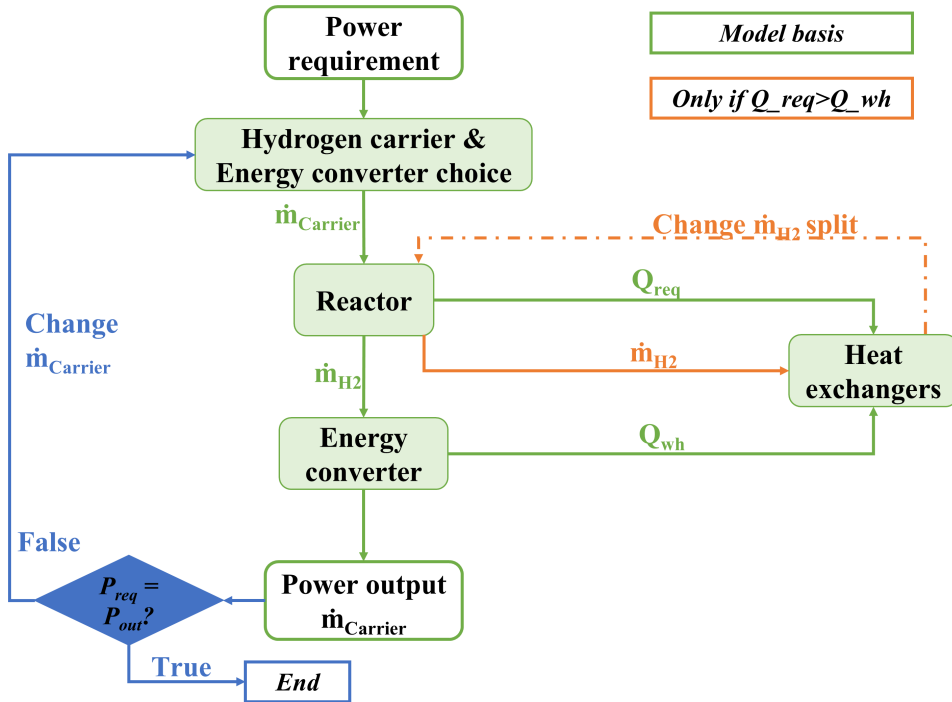 Power
requirement
Model basis
Only if Q_req>Q_wh
Hydrogen carrier &
Energy converter choice
ṁCarrier
Change ṁH2 split
Reactor
Qreq
Change
ṁCarrier
ṁH2
ṁH2
Heat
exchangers
Energy
converter
Qwh
False
Preq =
Pout?
Power output
ṁCarrier
True
End